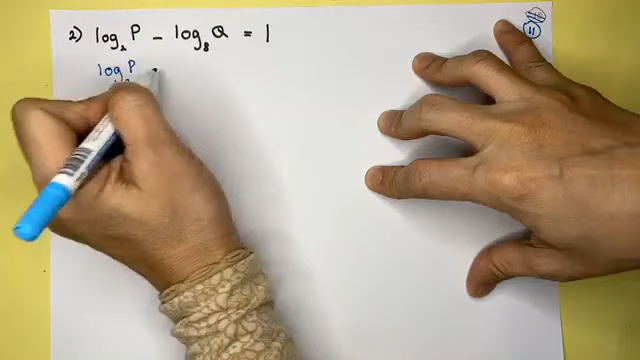 2) log₂ P - log₈ Q = 1
log P
11